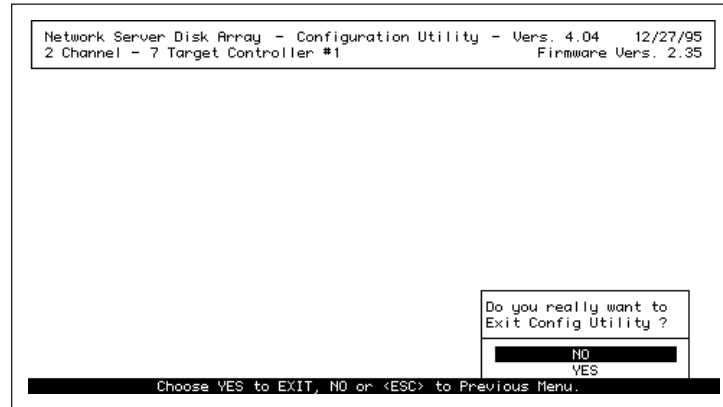 Network Server Disk Array - Configuration Utility - Vers. 4.04 12/27/95
2 Channel - 7 Target Controller #1 Firmware Vers. 2.35
Do you really want to
Exit Config Utility ?
NO
YES
Choose YES to EXIT, NO or <ESC> to Previous Menu.